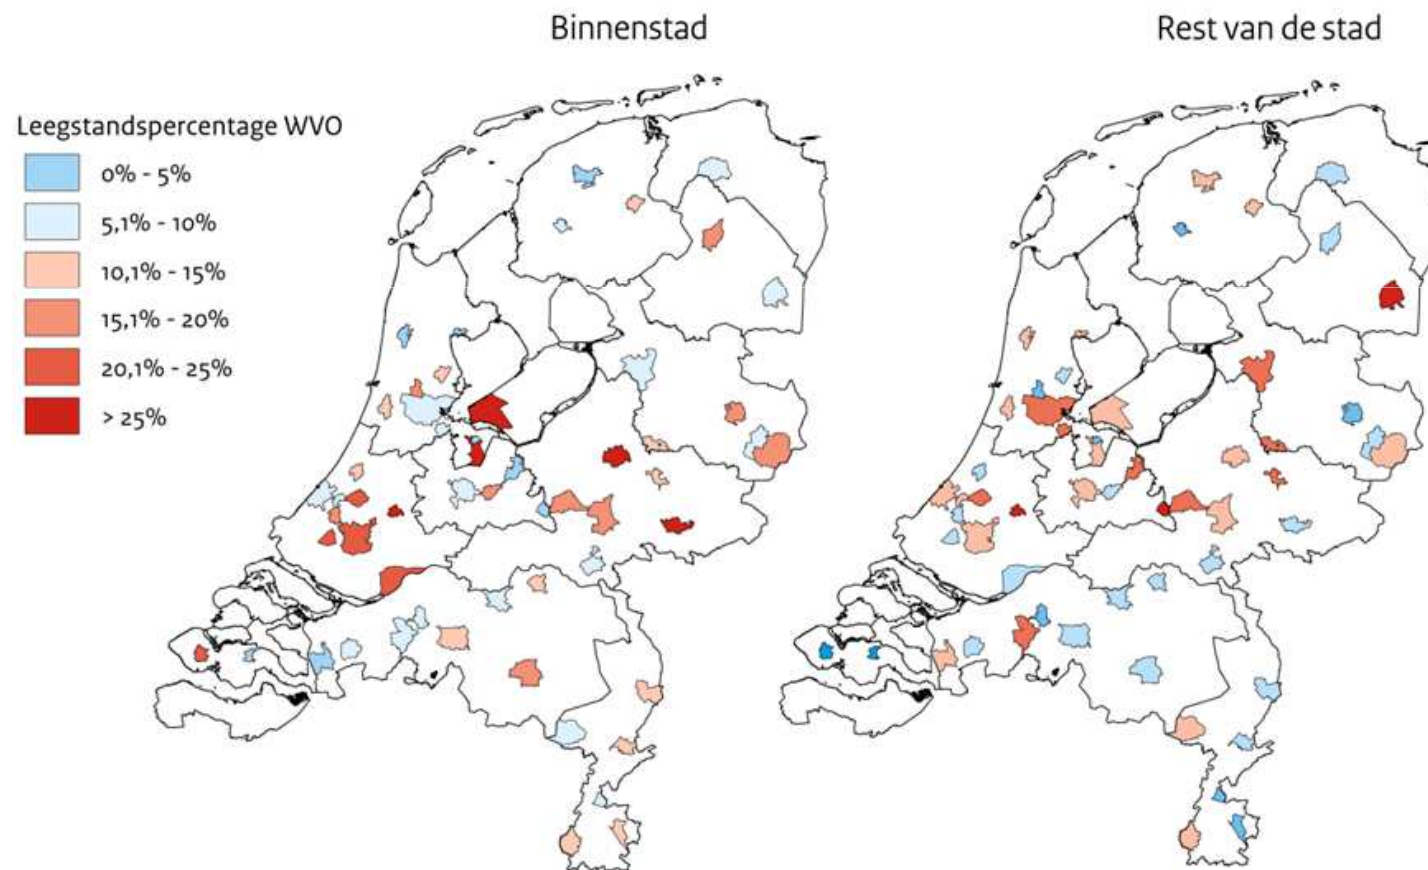 Binnenstad
Rest van de stad
Leegstandspercentage WVO
0% - 5%
5,1% - 10%
10,1% - 15%
15,1% - 20%
20,1% - 25%
> 25%